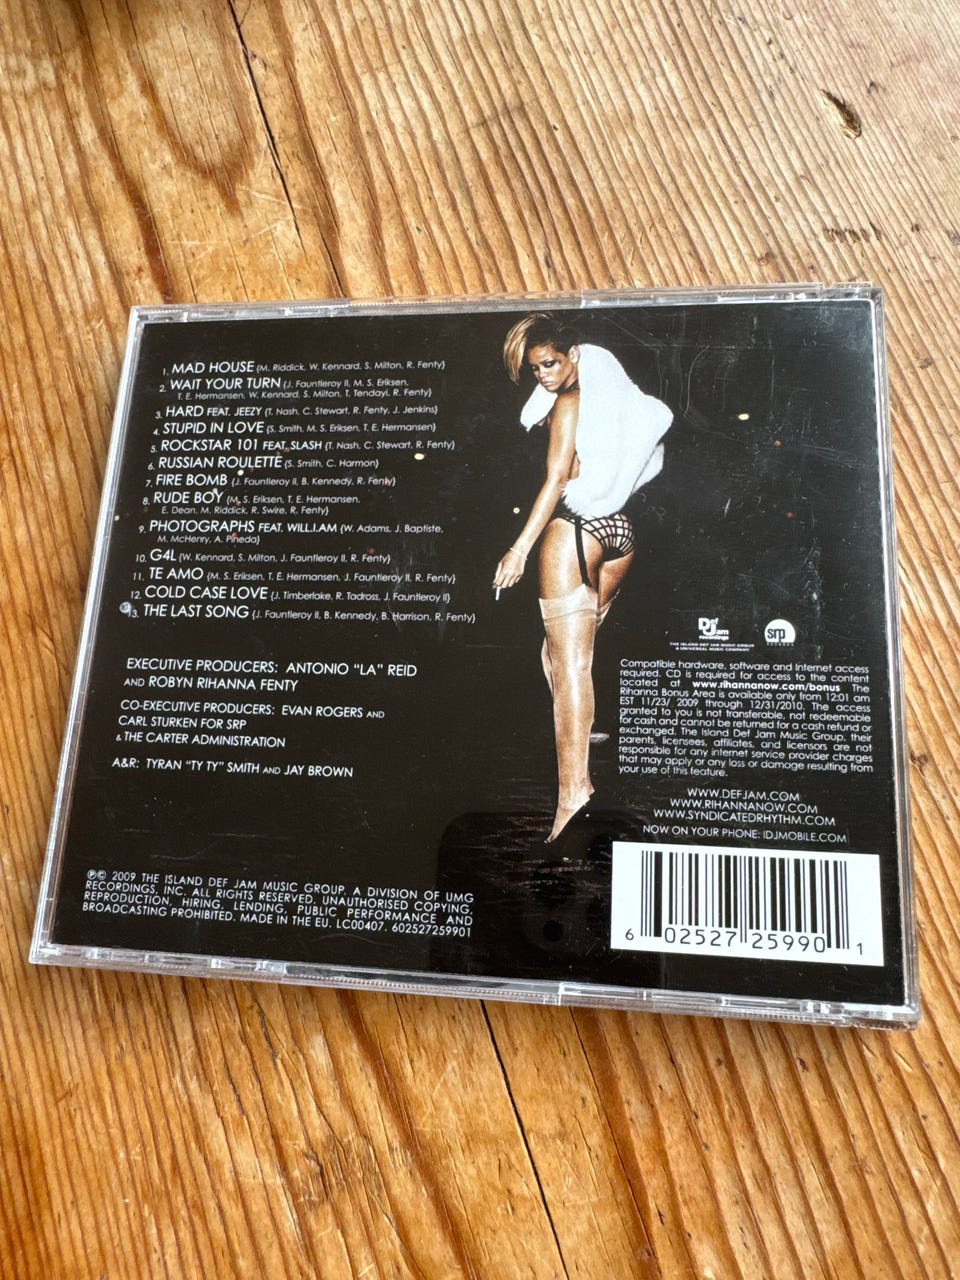 1. MAD HOUSE {M. Riddick, W. Kennard, S. Milton, R. Fenty}
2. WAIT YOUR TURN {J. Fauntleroy II, M. S. Eriksen,
T. E. Hermansen, W. Kennard, S. Milton, T. Tendayi, R. Fenty}
3. HARD FEAT. JEEZY {T. Nash, C. Stewart, R. Fenty, J. Jenkins}
4. STUPID IN LOVE {S. Smith, M. S. Eriksen, T. E. Hermansen}
5. ROCKSTAR 101 FEAT. SLASH {T. Nash, C. Stewart, R. Fenty}
6. RUSSIAN ROULETTE {S. Smith, C. Harmon}
7. FIRE BOMB {J. Fauntleroy II, B. Kennedy, R. Fenty}
8. RUDE BOY {M. S. Eriksen, T. E. Hermansen,
E. Dean, M. Riddick, R. Swire, R. Fenty}
9. PHOTOGRAPHS FEAT. WILL.I.AM {W. Adams, J. Baptiste,
M. McHenry, A. Pineda}
10. G4L {W. Kennard, S. Milton, J. Fauntleroy II, R. Fenty}
11. TE AMO {M. S. Eriksen, T. E. Hermansen, J. Fauntleroy II, R. Fenty}
12. COLD CASE LOVE {J. Timberlake, R. Tadross, J. Fauntleroy II}
13. THE LAST SONG {J. Fauntleroy II, B. Kennedy, B. Harrison, R. Fenty}
EXECUTIVE PRODUCERS: ANTONIO "LA" REID
AND ROBYN RIHANNA FENTY
CO-EXECUTIVE PRODUCERS: EVAN ROGERS AND
CARL STURKEN FOR SRP
& THE CARTER ADMINISTRATION
A&R: TYRAN "TY TY" SMITH AND JAY BROWN
℗© 2009 THE ISLAND DEF JAM MUSIC GROUP, A DIVISION OF UMG
RECORDINGS, INC. ALL RIGHTS RESERVED. UNAUTHORISED COPYING,
REPRODUCTION, HIRING, LENDING, PUBLIC PERFORMANCE AND
BROADCASTING PROHIBITED. MADE IN THE EU. LC00407. 602527259901
Def
Jam
recordings
THE ISLAND DEF JAM MUSIC GROUP
A UNIVERSAL MUSIC COMPANY
srp
RECORDS
Compatible hardware, software and Internet access
required. CD is required for access to the content
located at www.rihannanow.com/bonus The
Rihanna Bonus Area is available only from 12:01 am
EST 11/23/ 2009 through 12/31/2010. The access
granted to you is not transferable, not redeemable
for cash and cannot be returned for a cash refund or
exchanged. The Island Def Jam Music Group, their
parents, licensees, affiliates, and licensors are not
responsible for any internet service provider charges
that may apply or any loss or damage resulting from
your use of this feature.
WWW.DEFJAM.COM
WWW.RIHANNANOW.COM
WWW.SYNDICATEDRHYTHM.COM
NOW ON YOUR PHONE: IDJMOBILE.COM
6 02527 25990 1